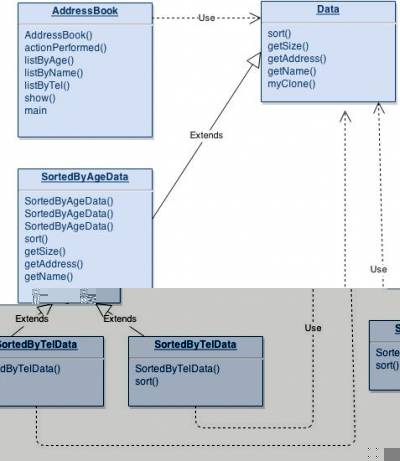 AddressBook
AddressBook()
actionPerformed()
listByAge()
listByName()
listByTel()
show()
main
Use
Data
sort()
getSize()
getAddress()
getName()
myClone()
Extends
SortedByAgeData
SortedByAgeData()
SortedByAgeData()
SortedByAgeData()
sort()
getSize()
getAddress()
getName()
Use
Extends
Extends
Use
SortedByTelData
SortedByTelData
S
dByTelData()
SortedByTelData()
sort()
Sorte
sort()